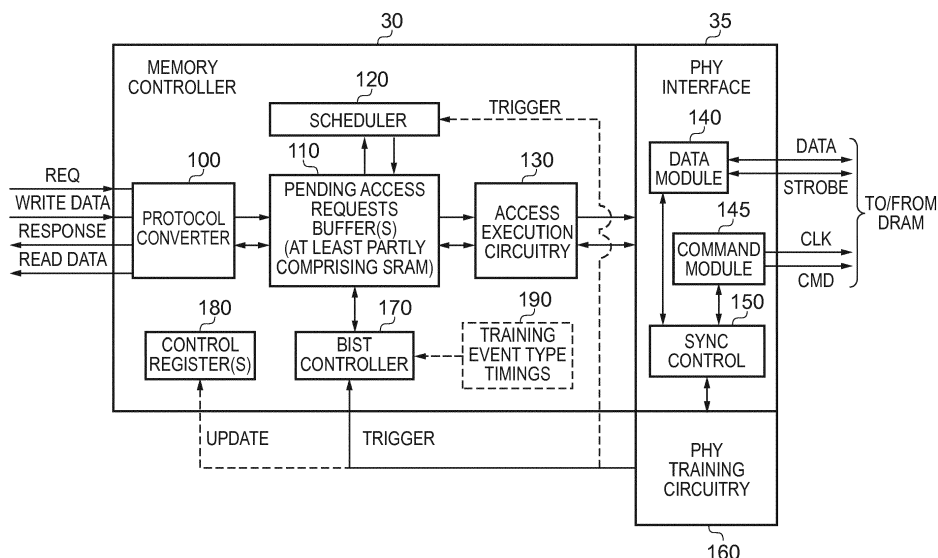 30
35
MEMORY
CONTROLLER
PHY
INTERFACE
120
SCHEDULER
TRIGGER
140
DATA
MODULE
DATA
STROBE
TO/FROM
DRAM
100
110
130
REQ
WRITE DATA
RESPONSE
READ DATA
PROTOCOL
CONVERTER
PENDING ACCESS
REQUESTS
BUFFER(S)
(AT LEAST PARTLY
COMPRISING SRAM)
ACCESS
EXECUTION
CIRCUITRY
145
COMMAND
MODULE
CLK
CMD
180
CONTROL
REGISTER(S)
170
BIST
CONTROLLER
190
TRAINING
EVENT TYPE
TIMINGS
150
SYNC
CONTROL
UPDATE
TRIGGER
PHY
TRAINING
CIRCUITRY
160